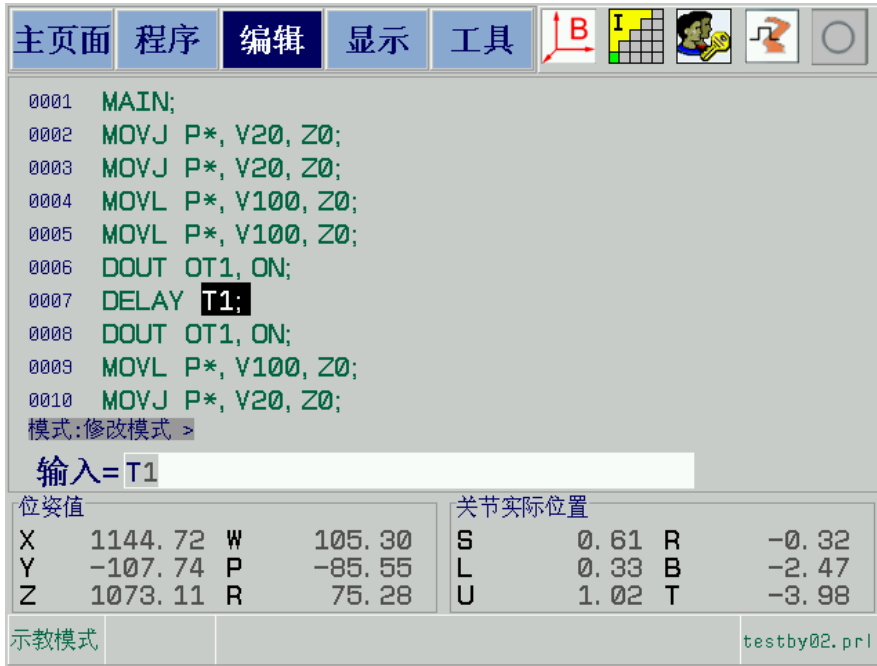 主页面 程序 编辑 显示 工具 B I
0001 MAIN;
0002 MOVJ P*, V20, Z0;
0003 MOVJ P*, V20, Z0;
0004 MOVL P*, V100, Z0;
0005 MOVL P*, V100, Z0;
0006 DOUT OT1, ON;
0007 DELAY T1;
0008 DOUT OT1, ON;
0009 MOVL P*, V100, Z0;
0010 MOVJ P*, V20, Z0;
模式:修改模式 >
输入= T1
位姿值 关节实际位置
X 1144.72 W 105.30 S 0.61 R -0.32
Y -107.74 P -85.55 L 0.33 B -2.47
Z 1073.11 R 75.28 U 1.02 T -3.98
示教模式 testby02.prl